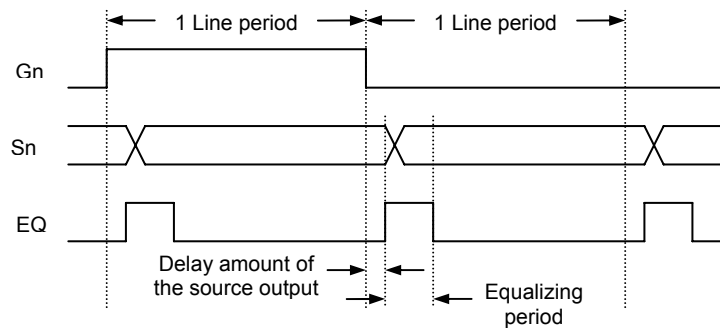 1 Line period
1 Line period
Gn
Sn
EQ
Delay amount of
the source output
Equalizing
period